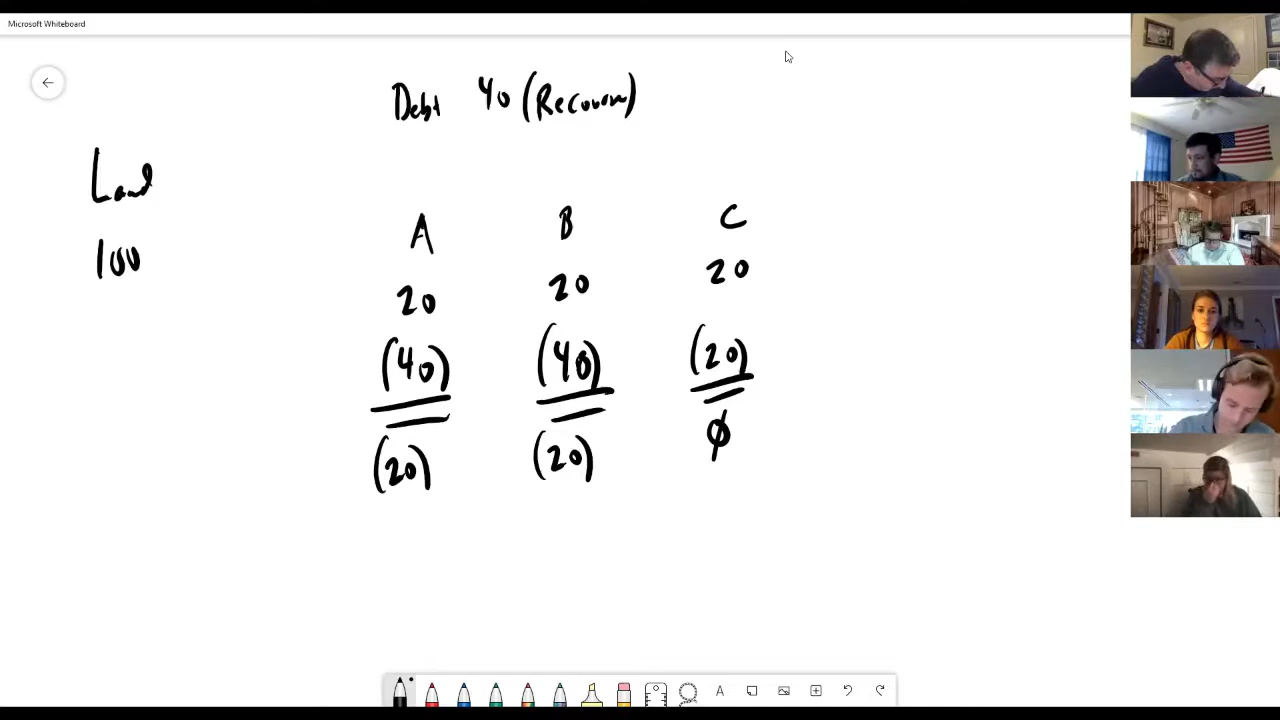 Microsoft Whiteboard
Debt 40 (Recourse)
Land
100
A B C
20 20 20
(40) (40) (20)
(20) (20) ϕ
A